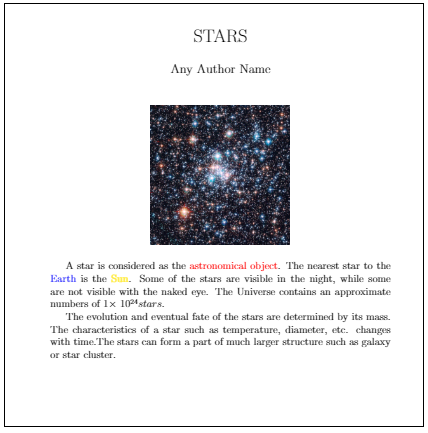 STARS
Any Author Name
A star is considered as the astronomical object. The nearest star to the
Earth is the Sun. Some of the stars are visible in the night, while some
are not visible with the naked eye. The Universe contains an approximate
numbers of 1× 10²⁴stars.
The evolution and eventual fate of the stars are determined by its mass.
The characteristics of a star such as temperature, diameter, etc. changes
with time.The stars can form a part of much larger structure such as galaxy
or star cluster.